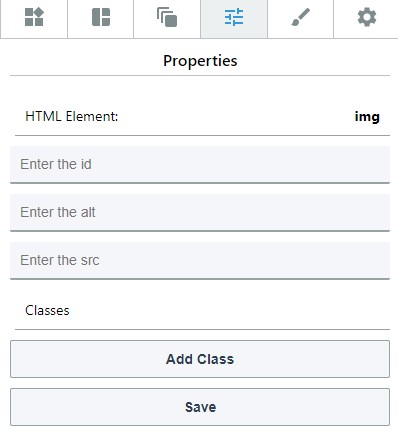 Properties
HTML Element: img
Enter the id
Enter the alt
Enter the src
Classes
Add Class
Save